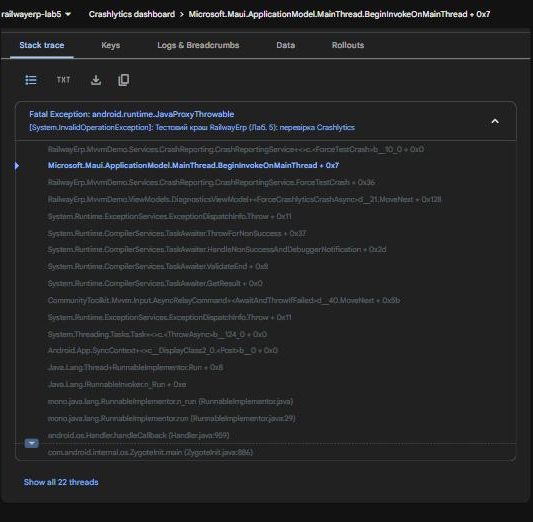 railwayerp-lab5 Crashlytics dashboard > Microsoft.Maui.ApplicationModel.MainThread.BeginInvokeOnMainThread + 0x7
Stack trace Keys Logs & Breadcrumbs Data Rollouts
TXT
Fatal Exception: android.runtime.JavaProxyThrowable
[System.InvalidOperationException]: Тестовий краш RailwayErp (Лаб. 5): перевірка Crashlytics
RailwayErp.MvvmDemo.Services.CrashReporting.CrashReportingService+<>c.<ForceTestCrash>b__10_0 + 0x0
Microsoft.Maui.ApplicationModel.MainThread.BeginInvokeOnMainThread + 0x7
RailwayErp.MvvmDemo.Services.CrashReporting.CrashReportingService.ForceTestCrash + 0x36
RailwayErp.MvvmDemo.ViewModels.DiagnosticsViewModel+<ForceCrashlyticsCrashAsync>d__21.MoveNext + 0x128
System.Runtime.ExceptionServices.ExceptionDispatchInfo.Throw + 0x11
System.Runtime.CompilerServices.TaskAwaiter.ThrowForNonSuccess + 0x37
System.Runtime.CompilerServices.TaskAwaiter.HandleNonSuccessAndDebuggerNotification + 0x2d
System.Runtime.CompilerServices.TaskAwaiter.ValidateEnd + 0x8
System.Runtime.CompilerServices.TaskAwaiter.GetResult + 0x0
CommunityToolkit.Mvvm.Input.AsyncRelayCommand+<AwaitAndThrowIfFailed>d__40.MoveNext + 0x5b
System.Runtime.ExceptionServices.ExceptionDispatchInfo.Throw + 0x11
System.Threading.Tasks.Task+<>c.<ThrowAsync>b__124_0 + 0x0
Android.App.SyncContext+<>c__DisplayClass2_0.<Post>b__0 + 0x0
Java.Lang.Thread+RunnableImplementor.Run + 0x8
Java.Lang.IRunnableInvoker.n_Run + 0xe
mono.java.lang.RunnableImplementor.n_run (RunnableImplementor.java)
mono.java.lang.RunnableImplementor.run (RunnableImplementor.java:29)
android.os.Handler.handleCallback (Handler.java:959)
com.android.internal.os.ZygoteInit.main (ZygoteInit.java:886)
Show all 22 threads